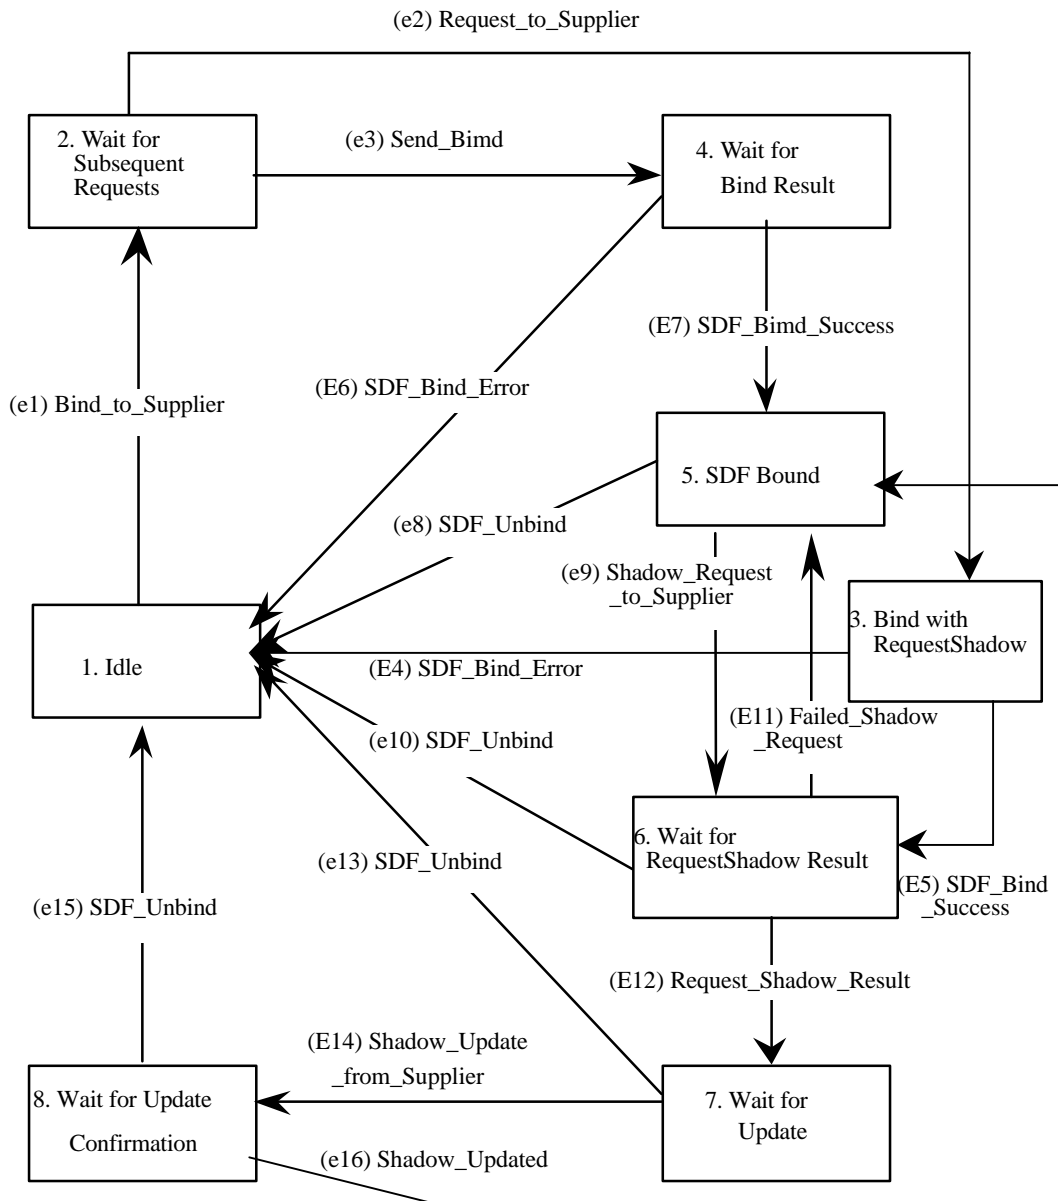 (e2) Request_to_Supplier
2. Wait for
Subsequent
Requests
(e3) Send_Bimd
4. Wait for
Bind Result
(E7) SDF_Bimd_Success
(E6) SDF_Bind_Error
(e1) Bind_to_Supplier
5. SDF Bound
(e8) SDF_Unbind
(e9) Shadow_Request
_to_Supplier
3. Bind with
RequestShadow
1. Idle
(E4) SDF_Bind_Error
(E11) Failed_Shadow
_Request
(e10) SDF_Unbind
6. Wait for
RequestShadow Result
(e13) SDF_Unbind
(E5) SDF_Bind
_Success
(e15) SDF_Unbind
(E12) Request_Shadow_Result
(E14) Shadow_Update
_from_Supplier
8. Wait for Update
Confirmation
7. Wait for
Update
(e16) Shadow_Updated